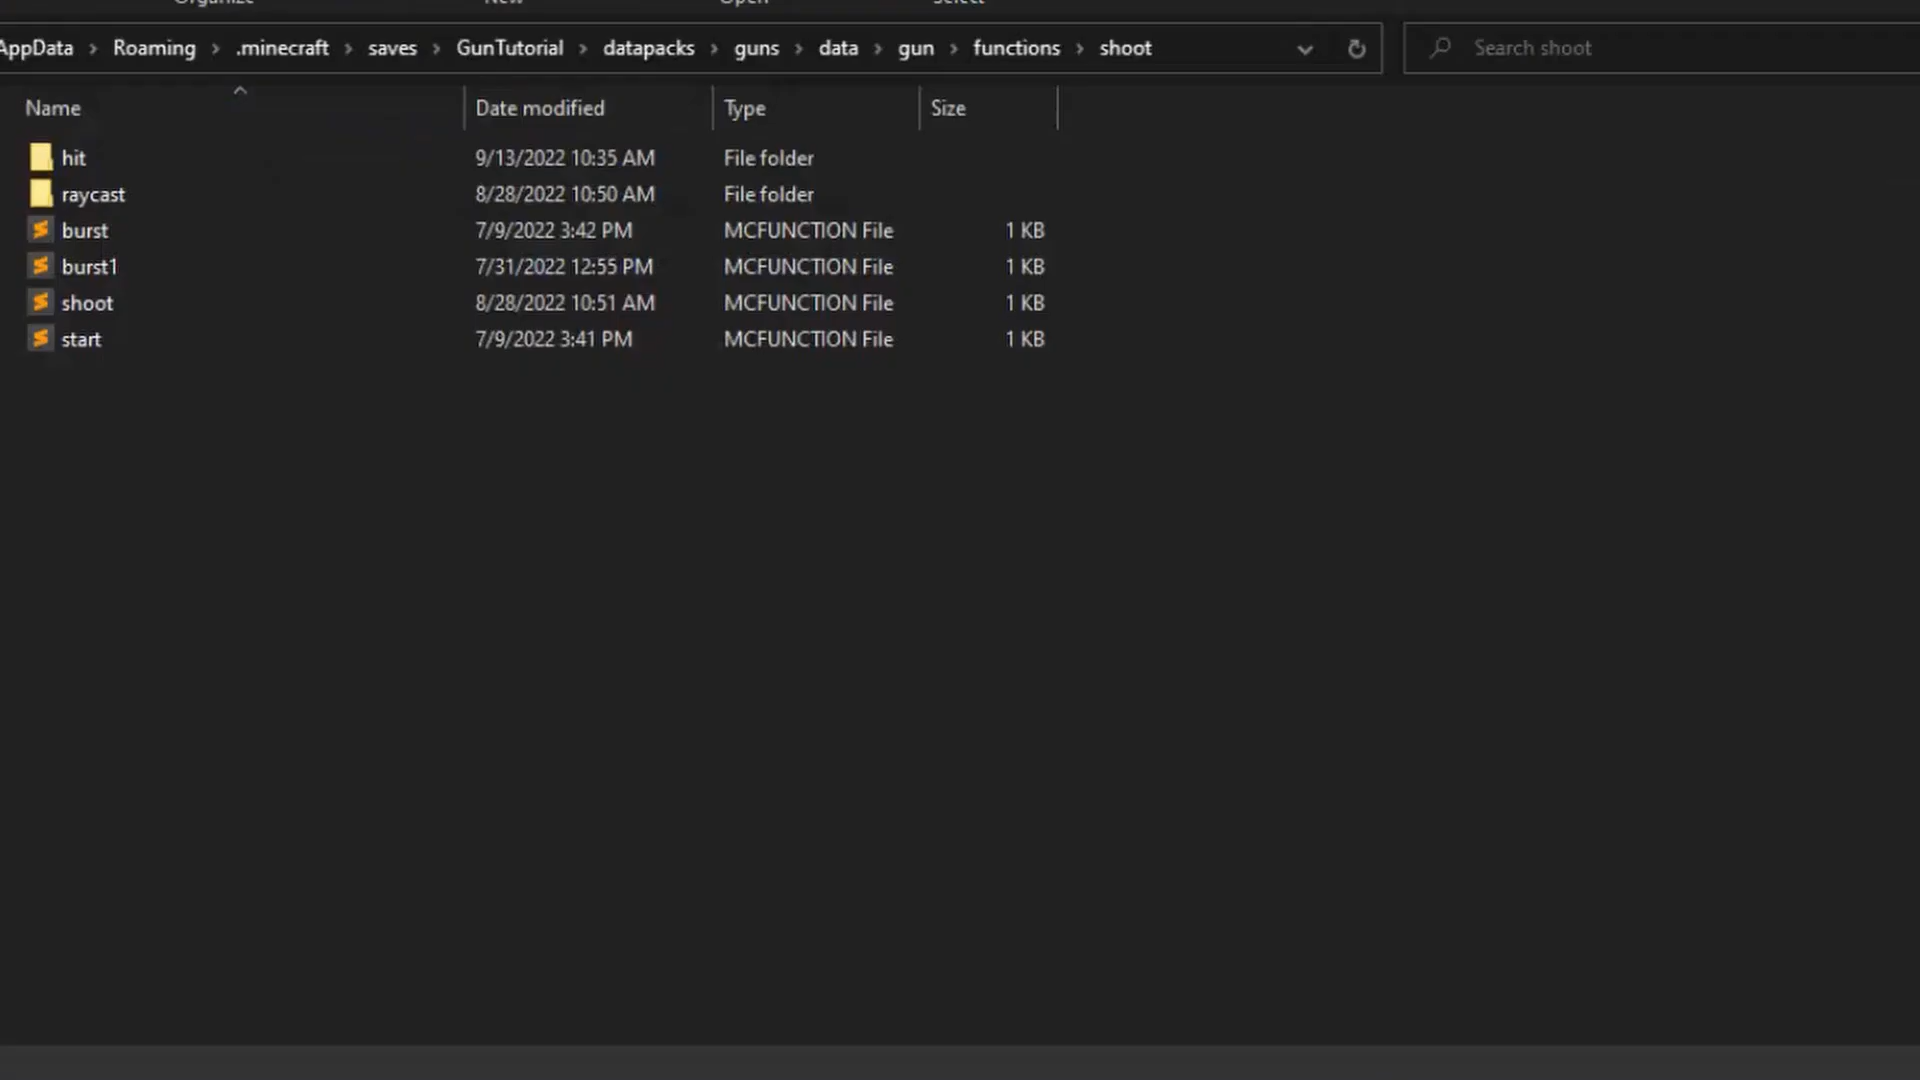 Organize New Open Select
AppData › Roaming › .minecraft › saves › GunTutorial › datapacks › guns › data › gun › functions › shoot
Search shoot
Name Date modified Type Size
hit 9/13/2022 10:35 AM File folder
raycast 8/28/2022 10:50 AM File folder
burst 7/9/2022 3:42 PM MCFUNCTION File 1 KB
burst1 7/31/2022 12:55 PM MCFUNCTION File 1 KB
shoot 8/28/2022 10:51 AM MCFUNCTION File 1 KB
start 7/9/2022 3:41 PM MCFUNCTION File 1 KB